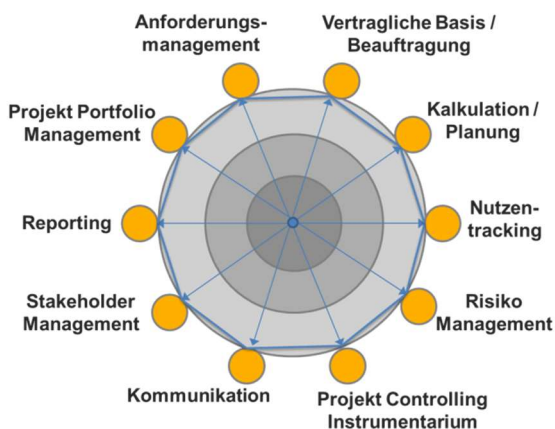 Anforderungs-
management
Vertragliche Basis /
Beauftragung
Projekt Portfolio
Management
Kalkulation /
Planung
Reporting
Nutzen-
tracking
Stakeholder
Management
Risiko
Management
Kommunikation
Projekt Controlling
Instrumentarium